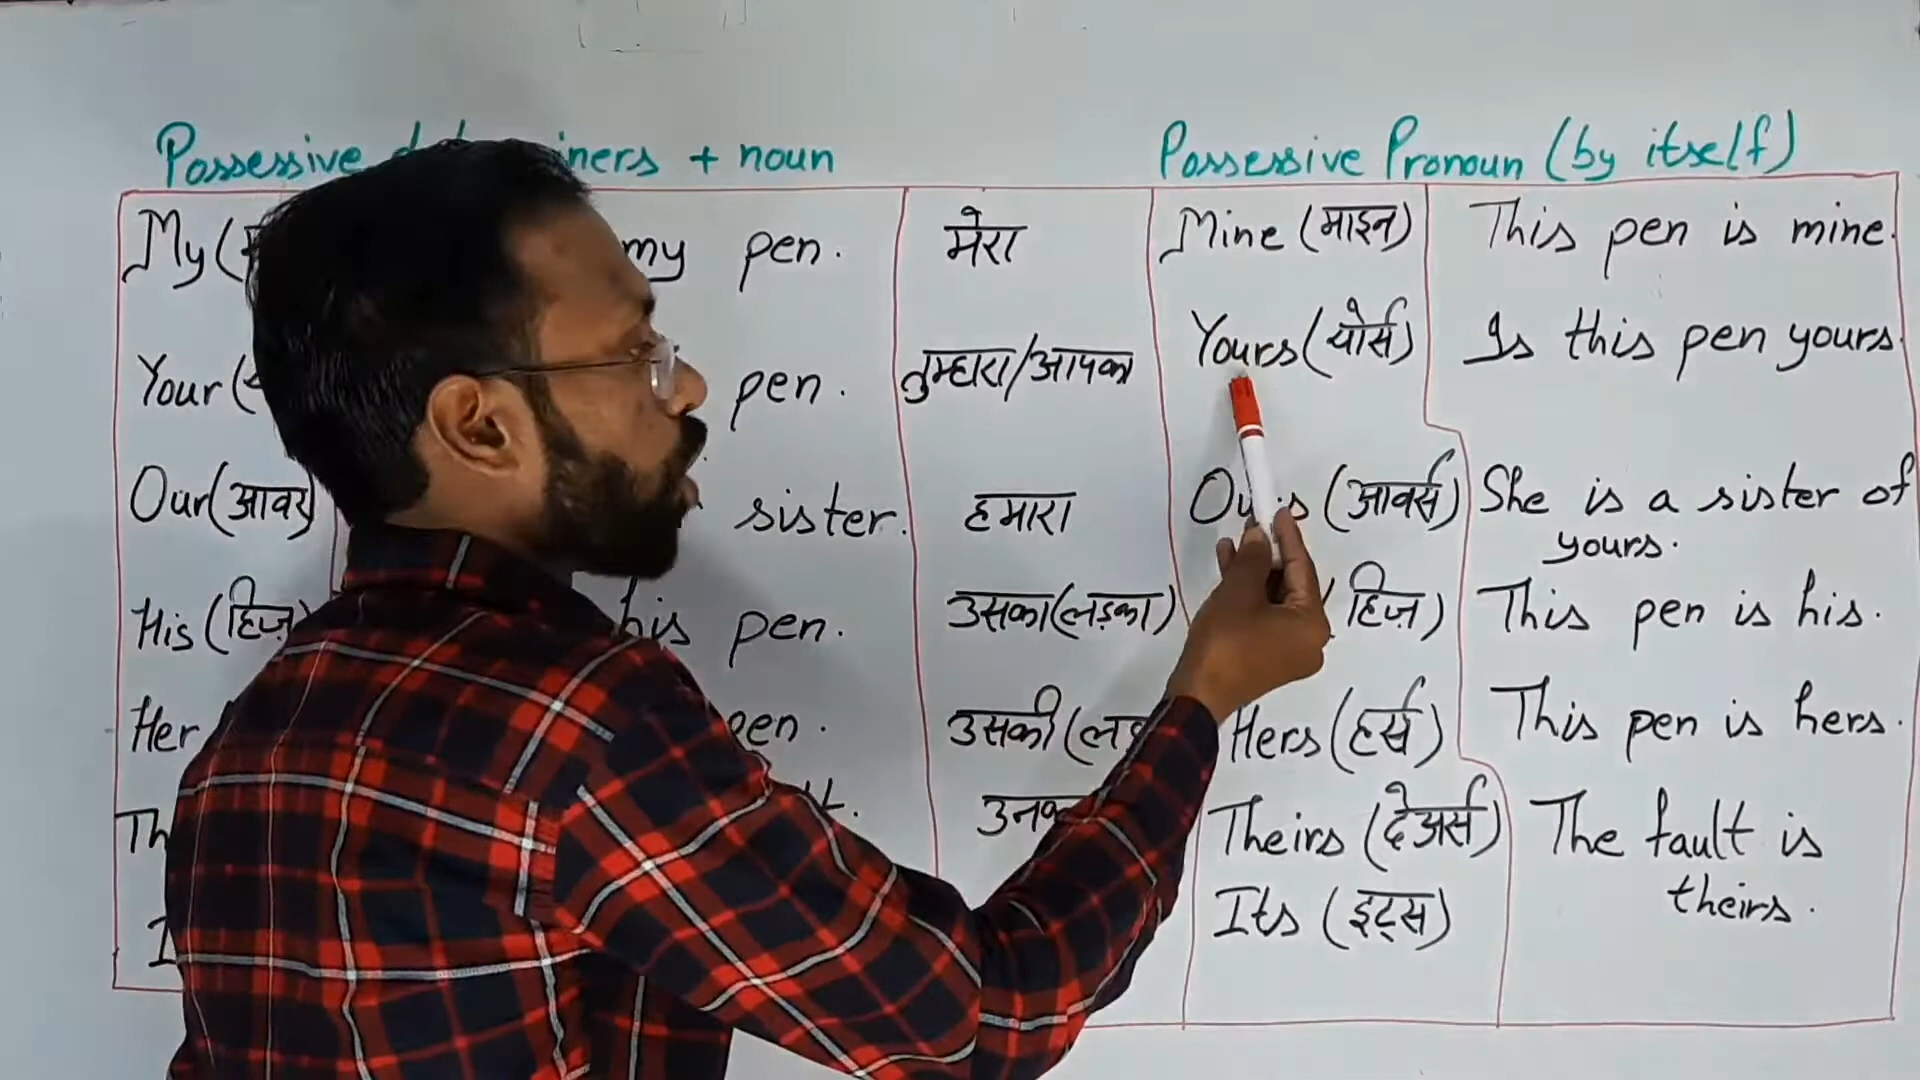 Possessive + noun
Possessive Pronoun (by itself)
My my pen. मेरा Mine (माइन) This pen is mine.
Your pen. तुम्हारा/आपका Yours (योर्स) Is this pen yours.
Our (आवर) sister. हमारा (आवर्स) She is a sister of
yours.
His (हिज़) his pen. उसका (लड़का) (हिज़) This pen is his.
Her pen. उसकी Hers (हर्स) This pen is hers.
Theirs (देअर्स) The fault is
theirs.
Its (इट्स)